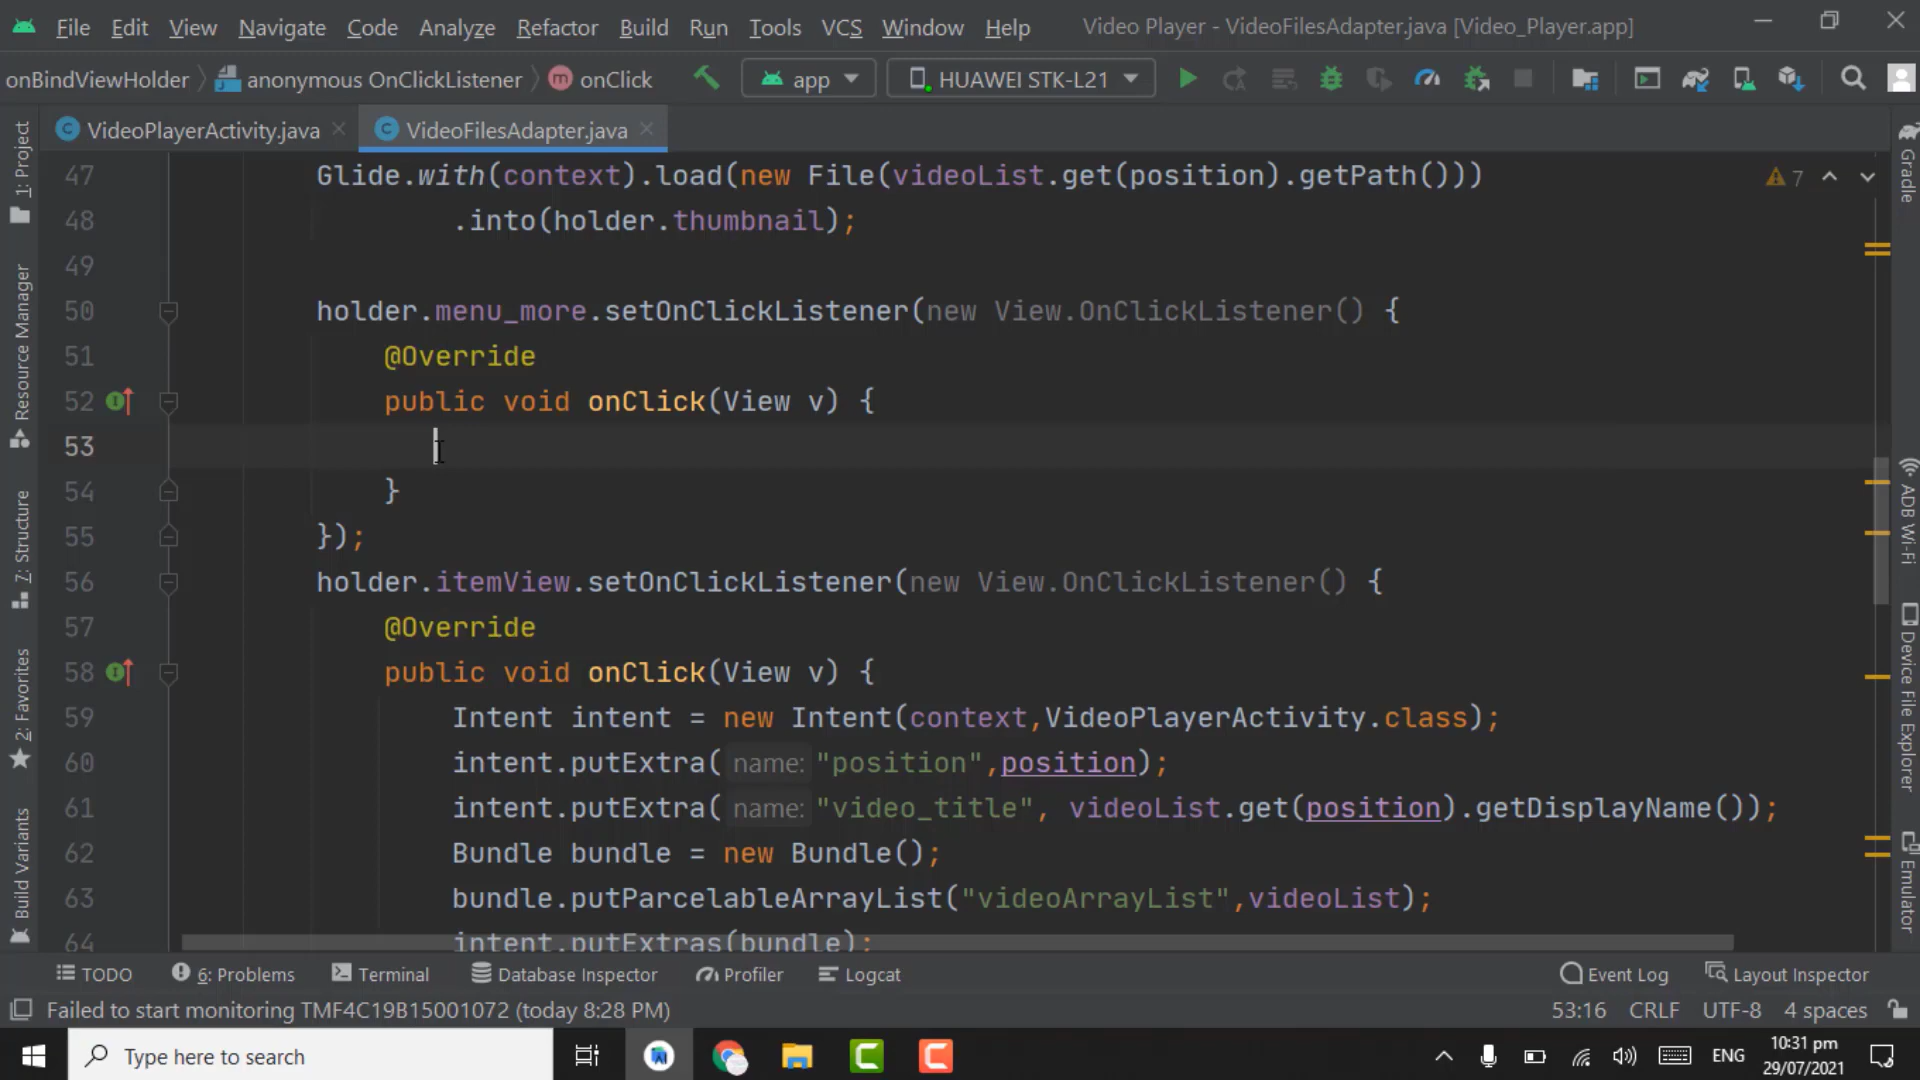 File Edit View Navigate Code Analyze Refactor Build Run Tools VCS Window Help Video Player - VideoFilesAdapter.java [Video_Player.app]
onBindViewHolder anonymous OnClickListener m onClick app HUAWEI STK-L21
C VideoPlayerActivity.java C VideoFilesAdapter.java
47 Glide.with(context).load(new File(videoList.get(position).getPath())) 7
48 .into(holder.thumbnail);
49
50 holder.menu_more.setOnClickListener(new View.OnClickListener() {
51 @Override
52 public void onClick(View v) {
53
54 }
55 });
56 holder.itemView.setOnClickListener(new View.OnClickListener() {
57 @Override
58 public void onClick(View v) {
59 Intent intent = new Intent(context,VideoPlayerActivity.class);
60 intent.putExtra( name: "position",position);
61 intent.putExtra( name: "video_title", videoList.get(position).getDisplayName());
62 Bundle bundle = new Bundle();
63 bundle.putParcelableArrayList("videoArrayList",videoList);
64 intent.putExtras(bundle);
1: Project
Resource Manager
7: Structure
2: Favorites
Build Variants
Gradle
ADB Wi-Fi
Device File Explorer
Emulator
TODO 6: Problems Terminal Database Inspector Profiler Logcat Event Log Layout Inspector
Failed to start monitoring TMF4C19B15001072 (today 8:28 PM) 53:16 CRLF UTF-8 4 spaces
Type here to search ENG 10:31 pm
29/07/2021